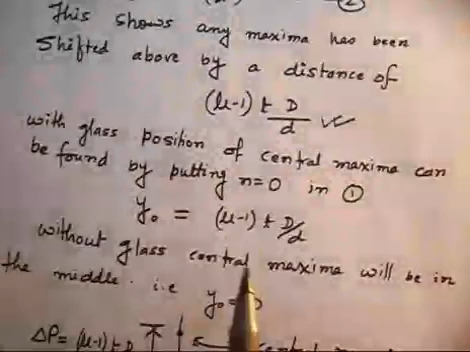 This shows any maxima has been
Shifted above by a distance of
(μ-1) t D/d
with glass position of central maxima can
be found by putting n=0 in ①
y₀ = (μ-1) t D/d
without glass central maxima will be in
the middle. i.e y₀=0
ΔP= (μ-1) t D